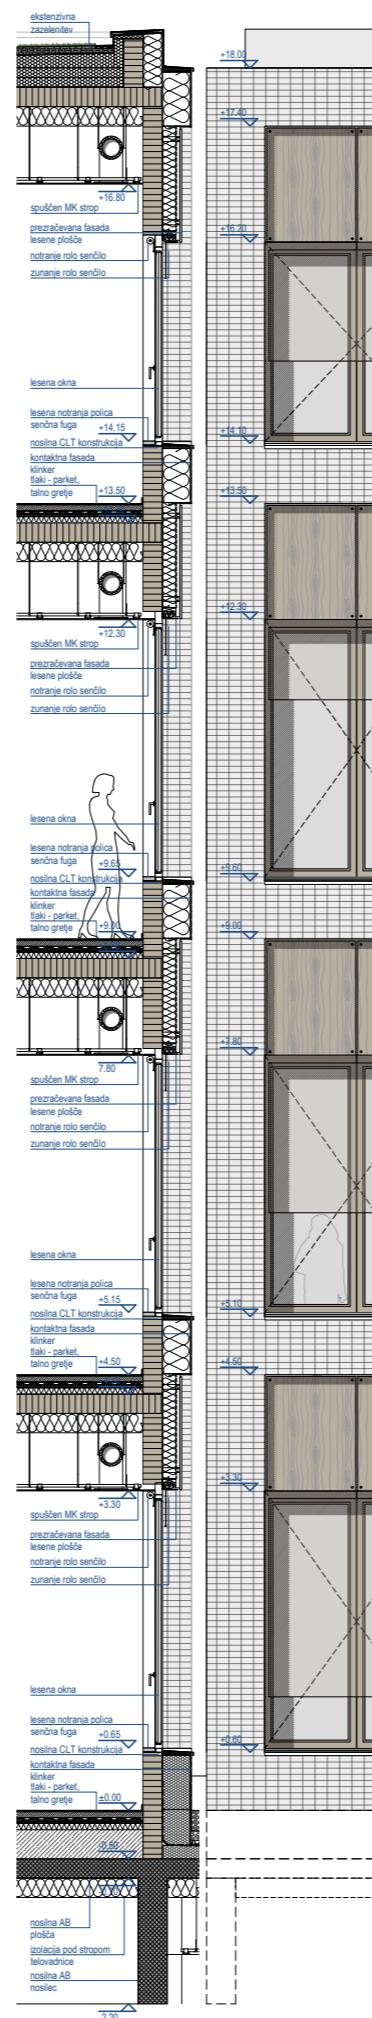 ekstenzivna
zazelenitev
+18.00
+17.40
+16.80
spuščen MK strop
prezračevana fasada
lesene plošče
+16.20
notranje rolo senčilo
zunanje rolo senčilo
lesena okna
lesena notranja polica
senčna fuga
+14.15
+14.10
nosilna CLT konstrukcija
kontaktna fasada
klinker
tlaki - parket,
talno gretje
+13.50
+13.50
+12.30
+12.30
spuščen MK strop
prezračevana fasada
lesene plošče
notranje rolo senčilo
zunanje rolo senčilo
lesena okna
lesena notranja polica
senčna fuga
+9.65
+9.60
nosilna CLT konstrukcija
kontaktna fasada
klinker
tlaki - parket,
talno gretje
+9.00
+9.00
+7.80
7.80
spuščen MK strop
prezračevana fasada
lesene plošče
notranje rolo senčilo
zunanje rolo senčilo
lesena okna
lesena notranja polica
senčna fuga
+5.15
+5.10
nosilna CLT konstrukcija
kontaktna fasada
klinker
tlaki - parket,
talno gretje
+4.50
+4.50
+3.30
+3.30
spuščen MK strop
prezračevana fasada
lesene plošče
notranje rolo senčilo
zunanje rolo senčilo
lesena okna
lesena notranja polica
senčna fuga
+0.65
+0.60
nosilna CLT konstrukcija
kontaktna fasada
klinker
tlaki - parket,
talno gretje
±0.00
-0.50
nosilna AB
plošča
izolacija pod stropom
telovadnice
nosilna AB
nosilec
-2.20